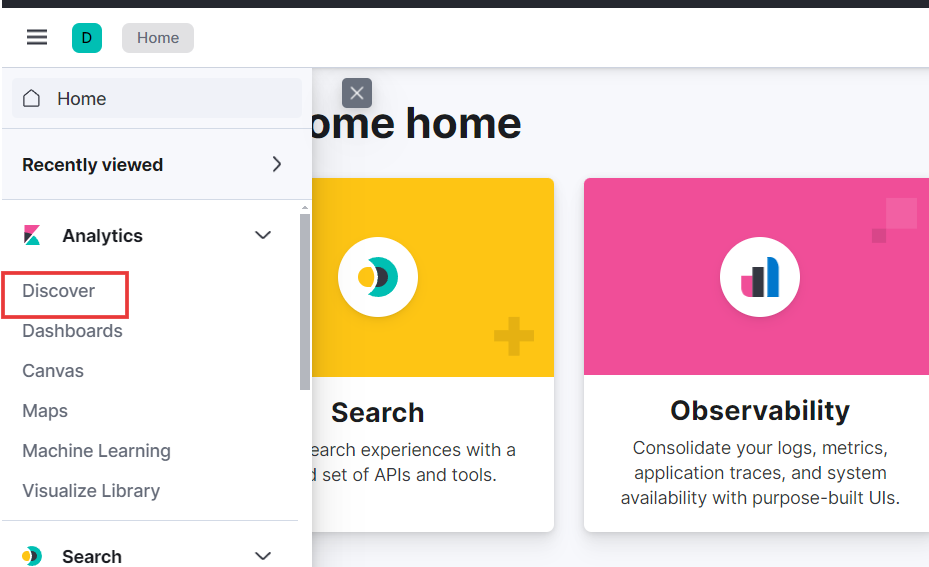 D
Home
Home
Recently viewed
Analytics
Discover
Dashboards
Canvas
Maps
Machine Learning
Visualize Library
Search
ome home
Search
earch experiences with a
set of APIs and tools.
Observability
Consolidate your logs, metrics,
application traces, and system
availability with purpose-built UIs.